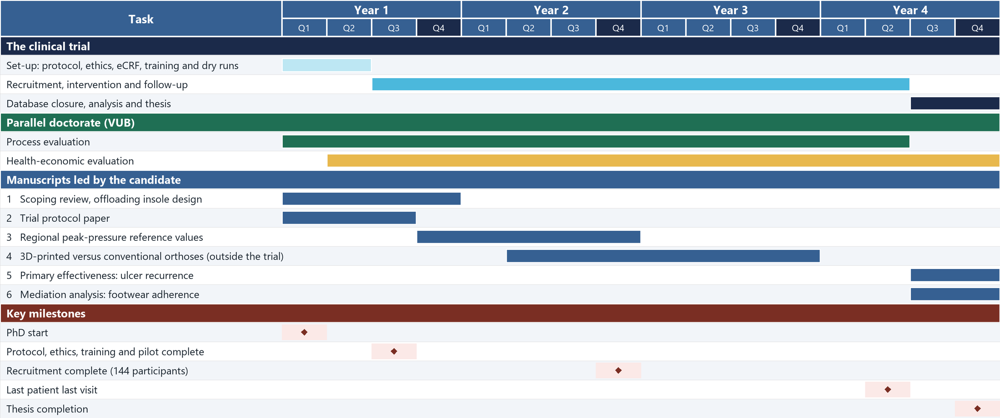 Task
Year 1 Year 2 Year 3 Year 4
Q1 Q2 Q3 Q4 Q1 Q2 Q3 Q4 Q1 Q2 Q3 Q4 Q1 Q2 Q3 Q4
The clinical trial
Set-up: protocol, ethics, eCRF, training and dry runs
Recruitment, intervention and follow-up
Database closure, analysis and thesis
Parallel doctorate (VUB)
Process evaluation
Health-economic evaluation
Manuscripts led by the candidate
1 Scoping review, offloading insole design
2 Trial protocol paper
3 Regional peak-pressure reference values
4 3D-printed versus conventional orthoses (outside the trial)
5 Primary effectiveness: ulcer recurrence
6 Mediation analysis: footwear adherence
Key milestones
PhD start
Protocol, ethics, training and pilot complete
Recruitment complete (144 participants)
Last patient last visit
Thesis completion